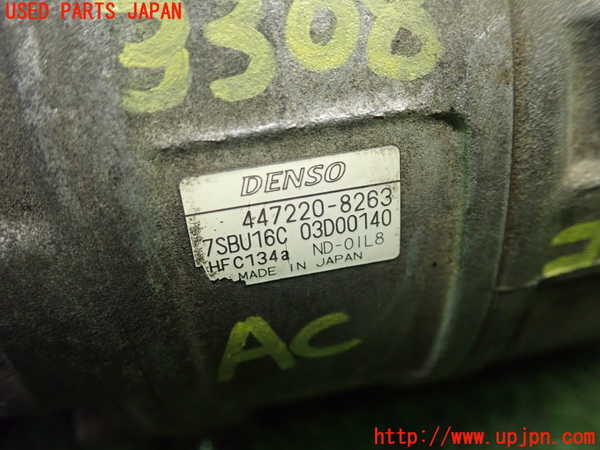 USED PARTS JAPAN
3308
DENSO
447220-8263
7SBU16C 03D00140
HFC134a ND-OIL8
MADE IN JAPAN
AC
http://www.upjpn.com